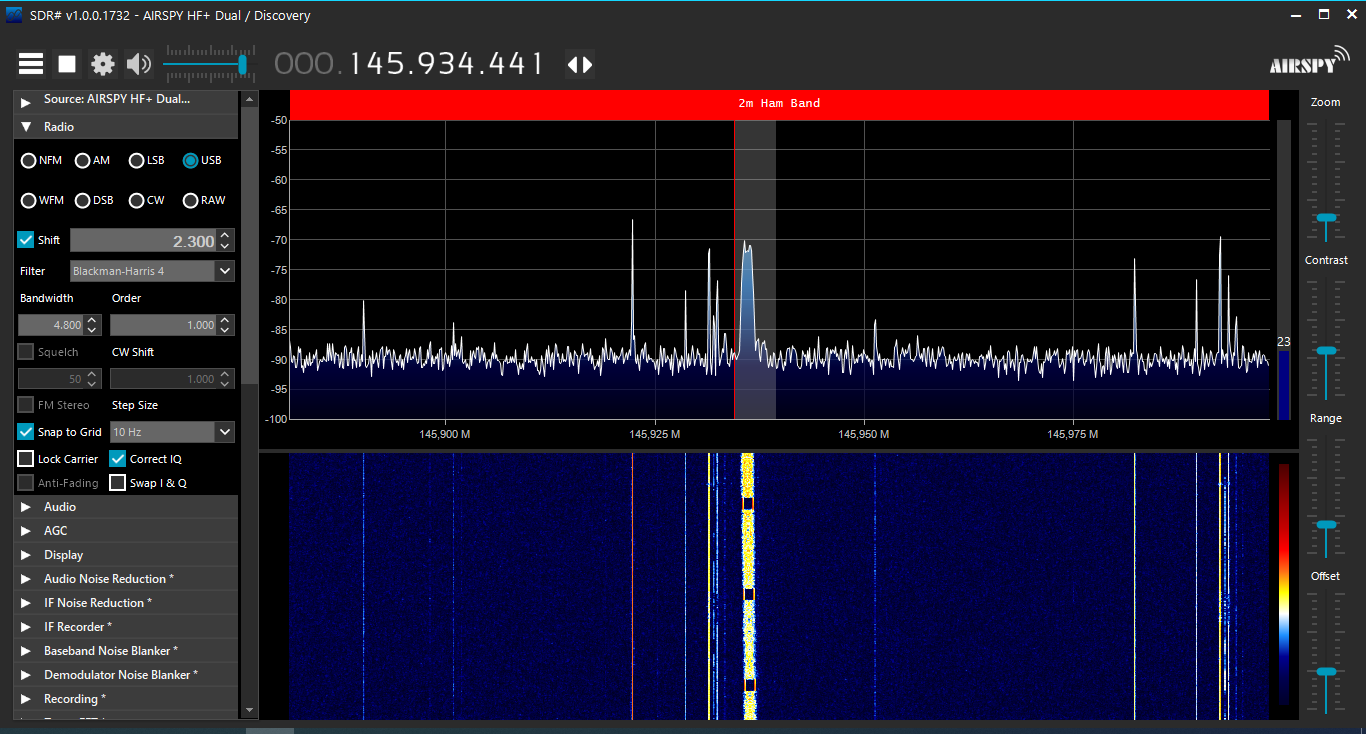 SDR# v1.0.0.1732 - AIRSPY HF+ Dual / Discovery
000.145.934.441
AIRSPY
Source: AIRSPY HF+ Dual...
Radio
NFM AM LSB USB
WFM DSB CW RAW
Shift 2.300
Filter Blackman-Harris 4
Bandwidth Order
4.800 1.000
Squelch CW Shift
50 1.000
FM Stereo Step Size
Snap to Grid 10 Hz
Lock Carrier Correct IQ
Anti-Fading Swap I & Q
Audio
AGC
Display
Audio Noise Reduction *
IF Noise Reduction *
IF Recorder *
Baseband Noise Blanker *
Demodulator Noise Blanker *
Recording *
2m Ham Band
-50
-55
-60
-65
-70
-75
-80
-85
-90
-95
-100
145,900 M 145,925 M 145,950 M 145,975 M
23
Zoom
Contrast
Range
Offset